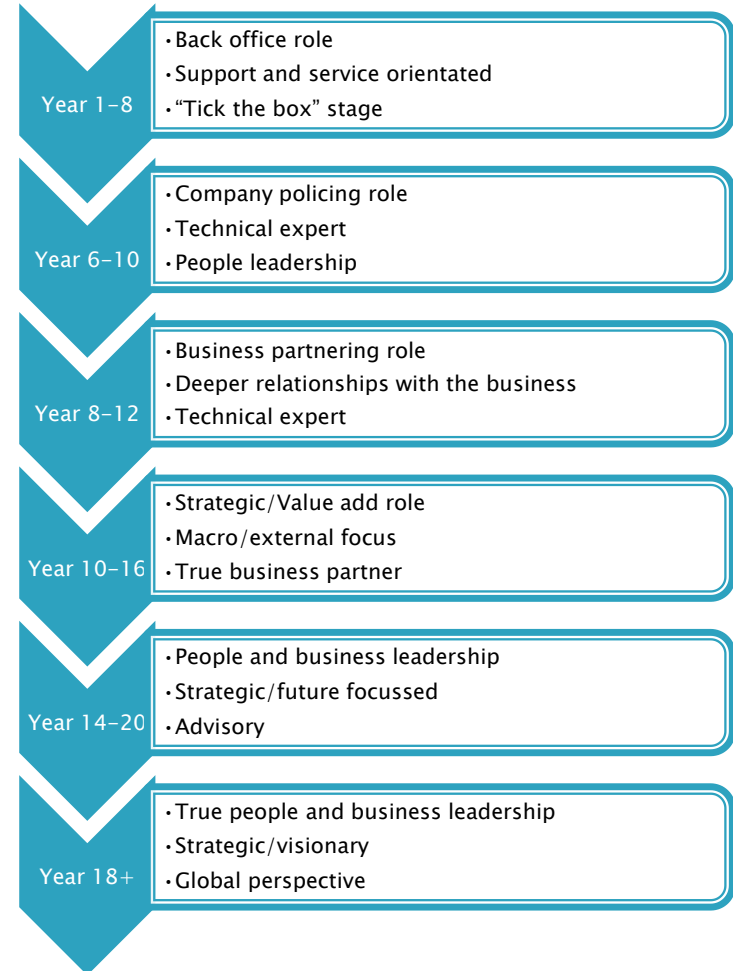 Year 1–8
•Back office role
•Support and service orientated
•“Tick the box” stage
Year 6–10
•Company policing role
•Technical expert
•People leadership
Year 8–12
•Business partnering role
•Deeper relationships with the business
•Technical expert
Year 10–16
•Strategic/Value add role
•Macro/external focus
•True business partner
Year 14–20
•People and business leadership
•Strategic/future focussed
•Advisory
Year 18+
•True people and business leadership
•Strategic/visionary
•Global perspective